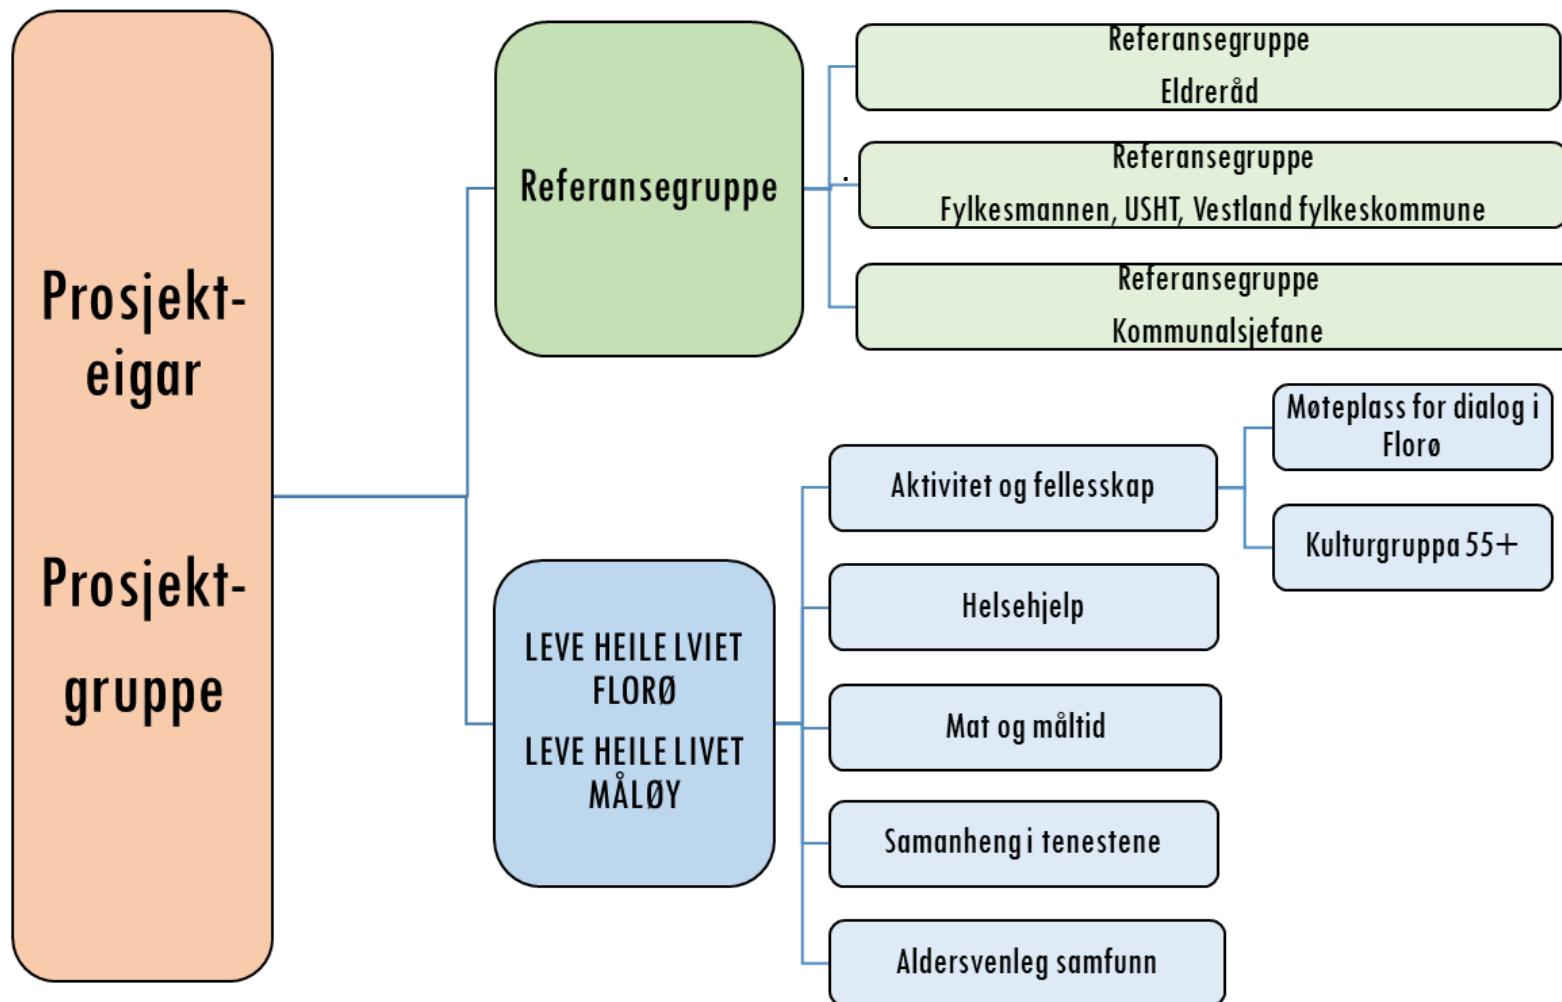 Prosjekt-
eigar
Prosjekt-
gruppe
Referansegruppe
Referansegruppe
Eldreråd
Referansegruppe
Fylkesmannen, USHT, Vestland fylkeskommune
Referansegruppe
Kommunalsjefane
LEVE HEILE LVIET
FLORØ
LEVE HEILE LIVET
MÅLØY
Aktivitet og fellesskap
Møteplass for dialog i
Florø
Kulturgruppa 55+
Helsehjelp
Mat og måltid
Samanheng i tenestene
Aldersvenleg samfunn